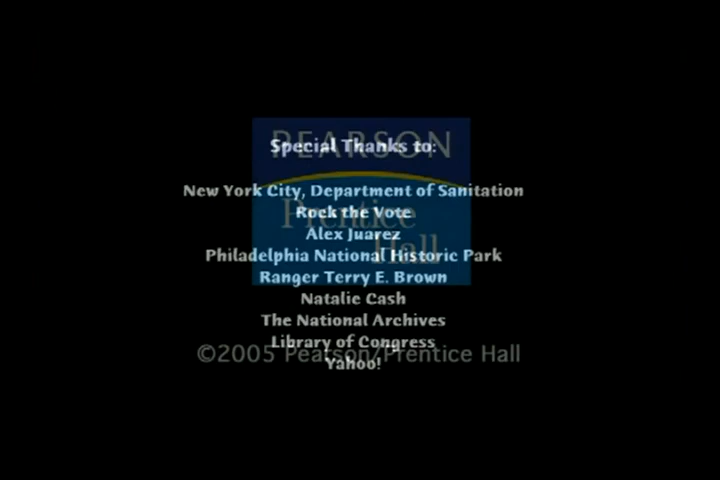 PEARSON
Special Thanks to:
New York City, Department of Sanitation
Rock the Vote
Prentice
Alex Juarez
Hall
Philadelphia National Historic Park
Ranger Terry E. Brown
Natalie Cash
The National Archives
Library of Congress
©2005 Pearson/Prentice Hall
Yahoo!